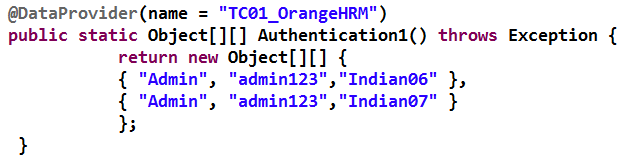 @DataProvider(name = "TC01_OrangeHRM")
public static Object[][] Authentication1() throws Exception {
return new Object[][] {
{ "Admin", "admin123","Indian06" },
{ "Admin", "admin123","Indian07" }
};
}